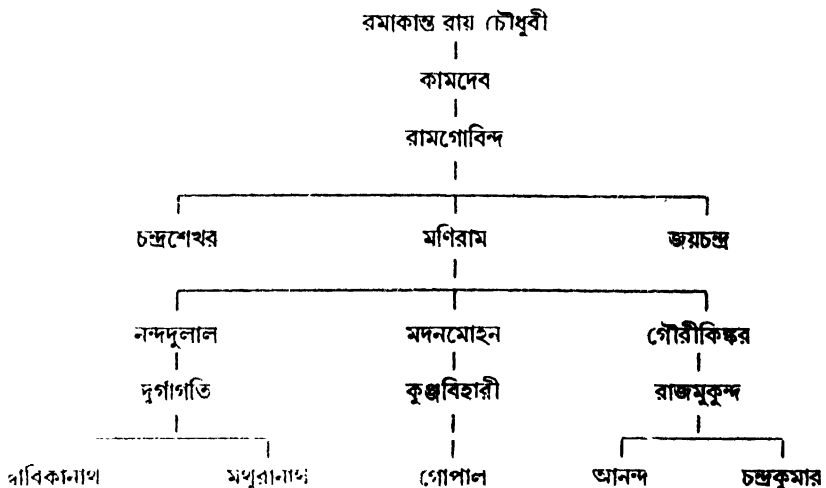 রমাকান্ত রায় চৌধুবী
কামদেব
রামগোবিন্দ
চন্দ্রশেখর মণিরাম জয়চন্দ্র
নন্দদুলাল মদনমোহন গৌরীকিঙ্কর
দুর্গাগতি কুঞ্জবিহারী রাজমুকুন্দ
মথুরানাথ গোপাল আনন্দ চন্দ্রকুমার